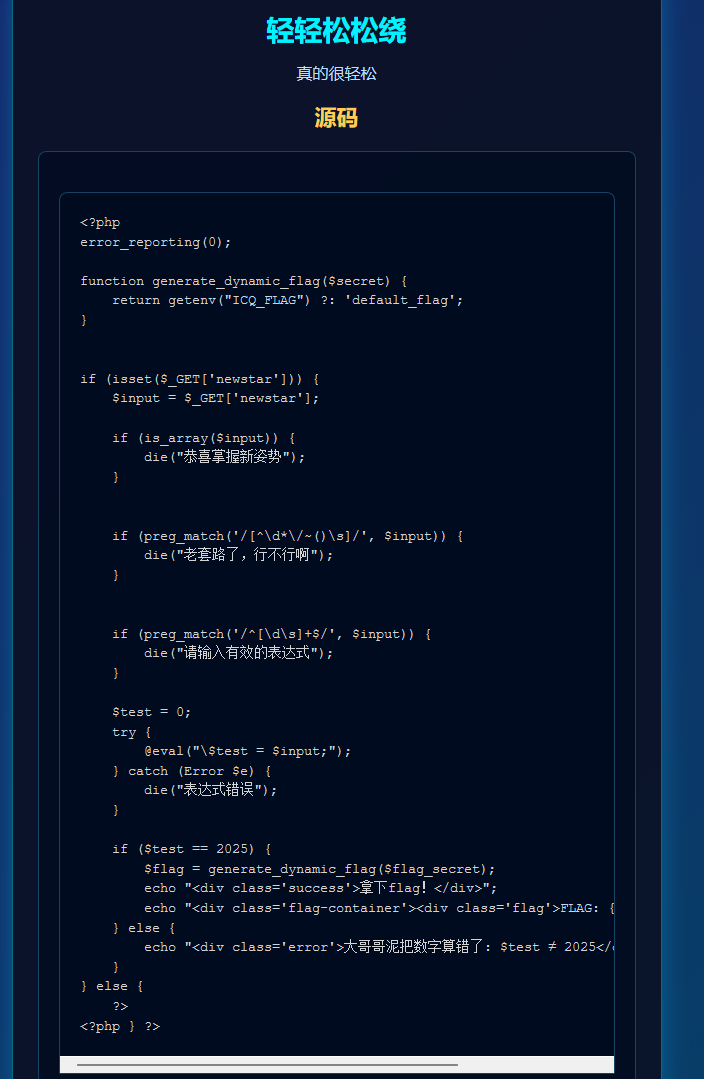 轻轻松松绕
真的很轻松
源码
<?php
error_reporting(0);
function generate_dynamic_flag($secret) {
    return getenv("ICQ_FLAG") ?: 'default_flag';
}
if (isset($_GET['newstar'])) {
    $input = $_GET['newstar'];
    if (is_array($input)) {
        die("恭喜掌握新姿势");
    }
    if (preg_match('/[^\d*\/~()\s]/', $input)) {
        die("老套路了，行不行啊");
    }
    if (preg_match('/^[\d\s]+$/', $input)) {
        die("请输入有效的表达式");
    }
    $test = 0;
    try {
        @eval("\$test = $input;");
    } catch (Error $e) {
        die("表达式错误");
    }
    if ($test == 2025) {
        $flag = generate_dynamic_flag($flag_secret);
        echo "<div class='success'>拿下flag！</div>";
        echo "<div class='flag-container'><div class='flag'>FLAG: {
    } else {
        echo "<div class='error'>大哥哥泥把数字算错了: $test ≠ 2025</
    }
} else {
    ?>
<?php } ?>